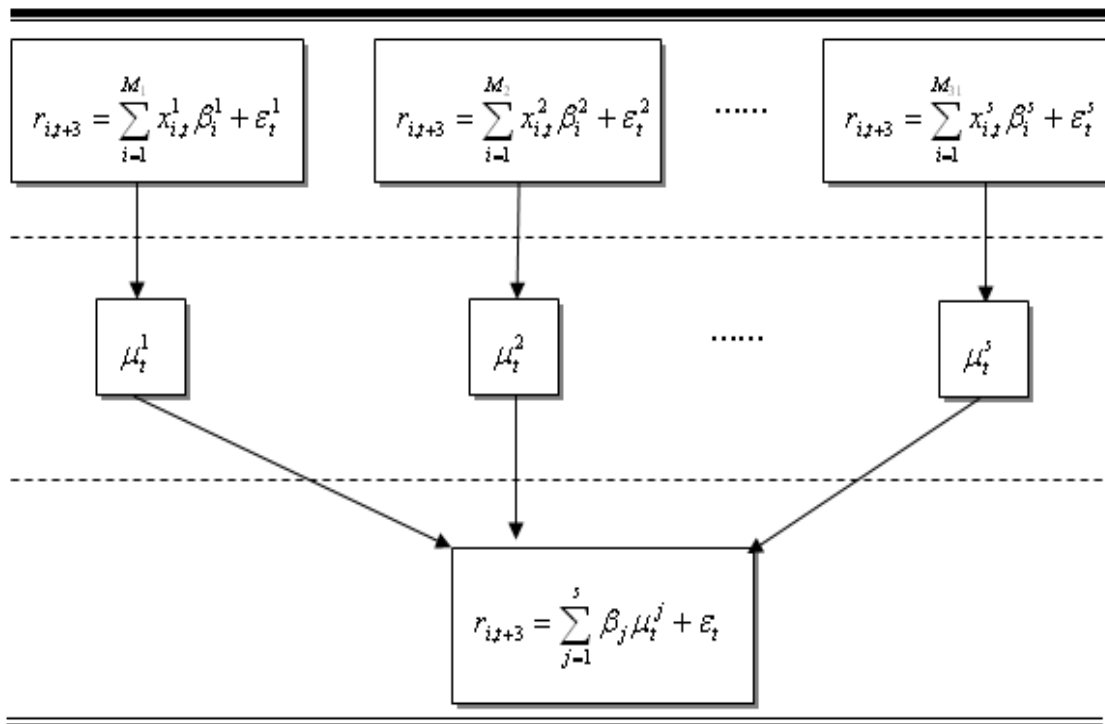 r_{i,t+3} = \sum_{i=1}^{M_1} x_{i,t}^1 \beta_i^1 + \varepsilon_t^1
r_{i,t+3} = \sum_{i=1}^{M_2} x_{i,t}^2 \beta_i^2 + \varepsilon_t^2
......
r_{i,t+3} = \sum_{i=1}^{M_{31}} x_{i,t}^s \beta_i^s + \varepsilon_t^s
\mu_t^1
\mu_t^2
......
\mu_t^s
r_{i,t+3} = \sum_{j=1}^{s} \beta_j \mu_t^j + \varepsilon_t